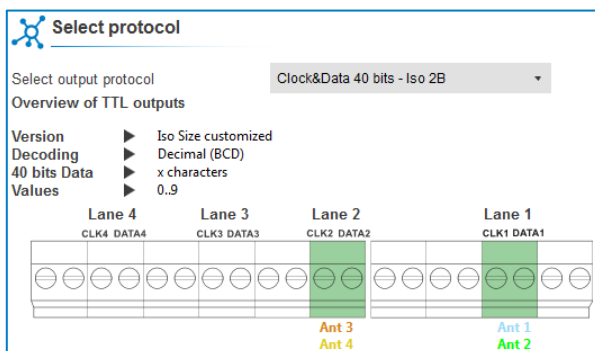 Select protocol
Select output protocol Clock&Data 40 bits - Iso 2B
Overview of TTL outputs
Version Iso Size customized
Decoding Decimal (BCD)
40 bits Data x characters
Values 0..9
Lane 4 Lane 3 Lane 2 Lane 1
CLK4 DATA4 CLK3 DATA3 CLK2 DATA2 CLK1 DATA1
Ant 3 Ant 1
Ant 4 Ant 2